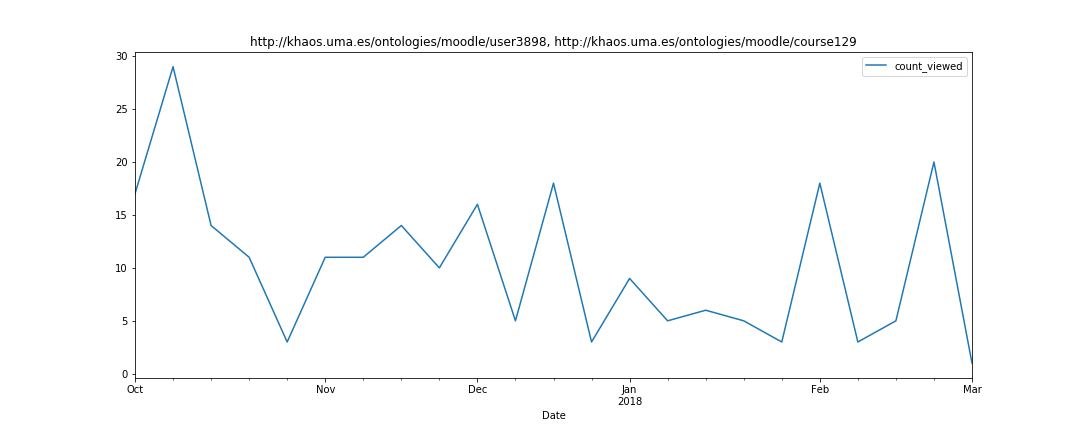 http://khaos.uma.es/ontologies/moodle/user3898, http://khaos.uma.es/ontologies/moodle/course129
count_viewed
30
25
20
15
10
5
0
Oct Nov Dec Jan Feb Mar
2018
Date